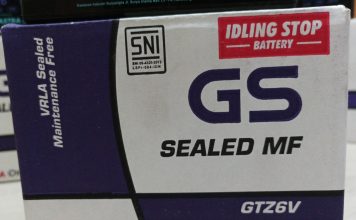 IDLING STOP
BATTERY
VRLA Sealed
Maintenance Free
SNI
GS
SEALED MF
GTZ6V